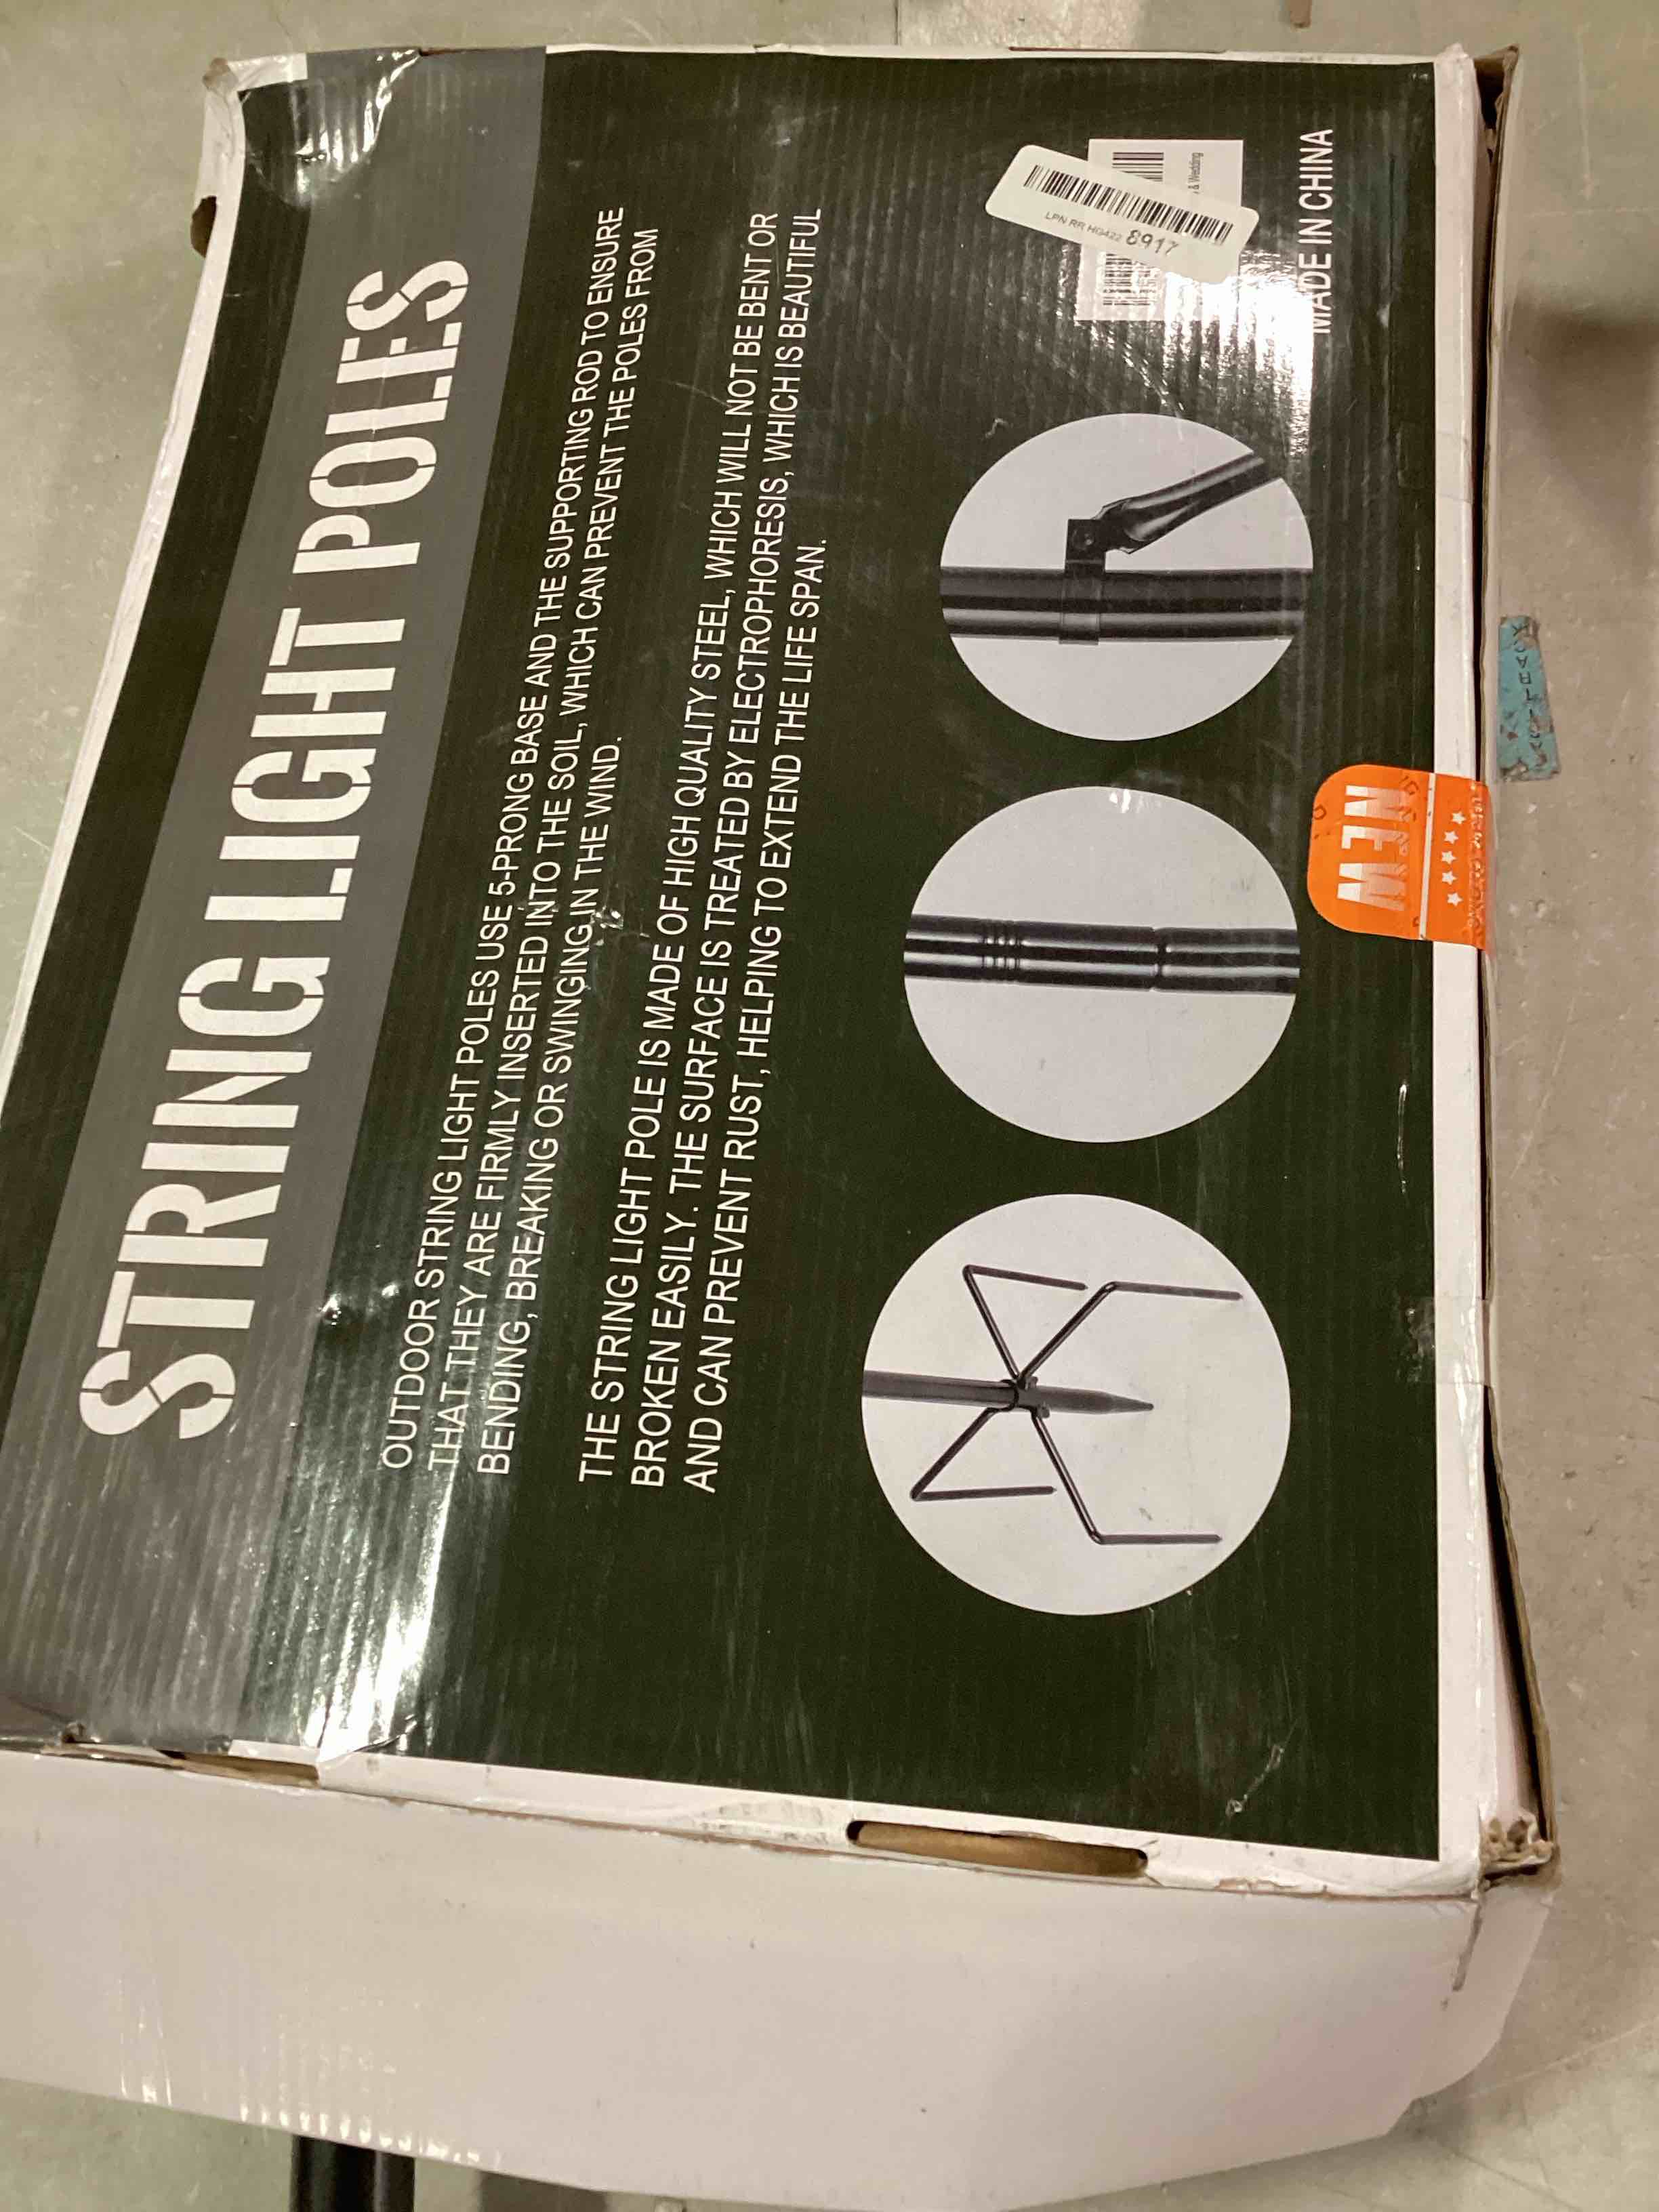 STRING LIGHT POLES
OUTDOOR STRING LIGHT POLES USE 5-PRONG BASE AND THE SUPPORTING ROD TO ENSURE
THAT THEY ARE FIRMLY INSERTED INTO THE SOIL, WHICH CAN PREVENT THE POLES FROM
BENDING, BREAKING OR SWINGING IN THE WIND.
THE STRING LIGHT POLE IS MADE OF HIGH QUALITY STEEL, WHICH WILL NOT BE BENT OR
BROKEN EASILY. THE SURFACE IS TREATED BY ELECTROPHORESIS, WHICH IS BEAUTIFUL
AND CAN PREVENT RUST, HELPING TO EXTEND THE LIFE SPAN.
& Wedding
LPN RR HG422 8917
MADE IN CHINA
NEW